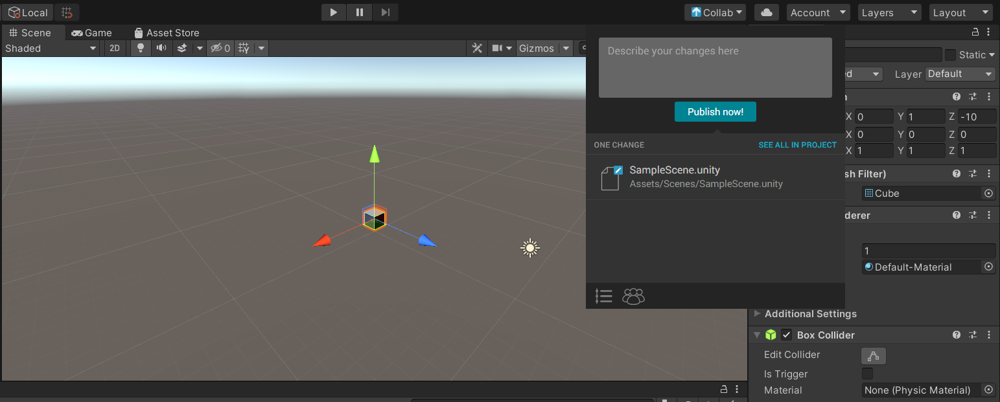 Local
Collab
Account
Layers
Layout
Scene
Game
Asset Store
Shaded
2D
0
Gizmos
Describe your changes here
Publish now!
ONE CHANGE
SEE ALL IN PROJECT
SampleScene.unity
Assets/Scenes/SampleScene.unity
Static
Layer
Default
X 0 Y 1 Z -10
X 0 Y 0 Z 0
X 1 Y 1 Z 1
sh Filter)
Cube
derer
1
Default-Material
Additional Settings
Box Collider
Edit Collider
Is Trigger
Material
None (Physic Material)